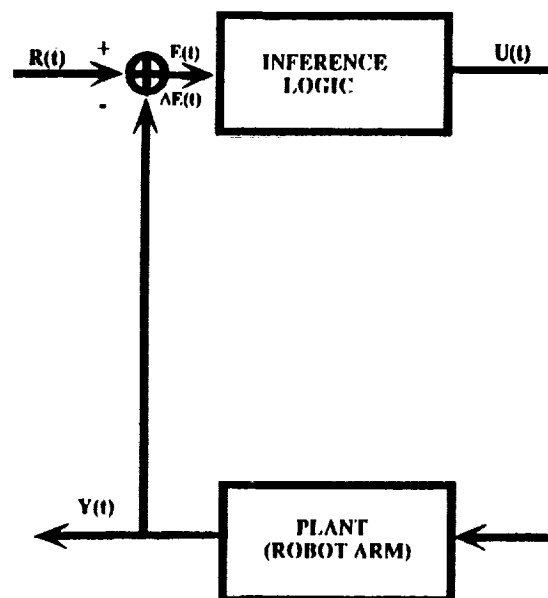 R(t)
+
-
E(t)
ΔE(t)
INFERENCE
LOGIC
U(t)
Y(t)
PLANT
(ROBOT ARM)